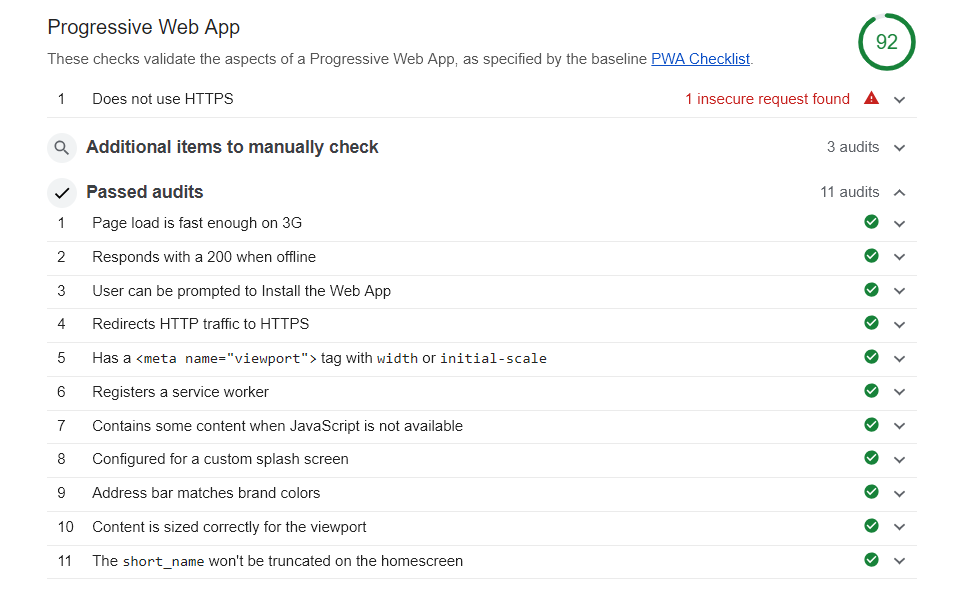 Progressive Web App
92
These checks validate the aspects of a Progressive Web App, as specified by the baseline PWA Checklist.
1 Does not use HTTPS 1 insecure request found
Additional items to manually check 3 audits
Passed audits 11 audits
1 Page load is fast enough on 3G
2 Responds with a 200 when offline
3 User can be prompted to Install the Web App
4 Redirects HTTP traffic to HTTPS
5 Has a <meta name="viewport"> tag with width or initial-scale
6 Registers a service worker
7 Contains some content when JavaScript is not available
8 Configured for a custom splash screen
9 Address bar matches brand colors
10 Content is sized correctly for the viewport
11 The short_name won't be truncated on the homescreen